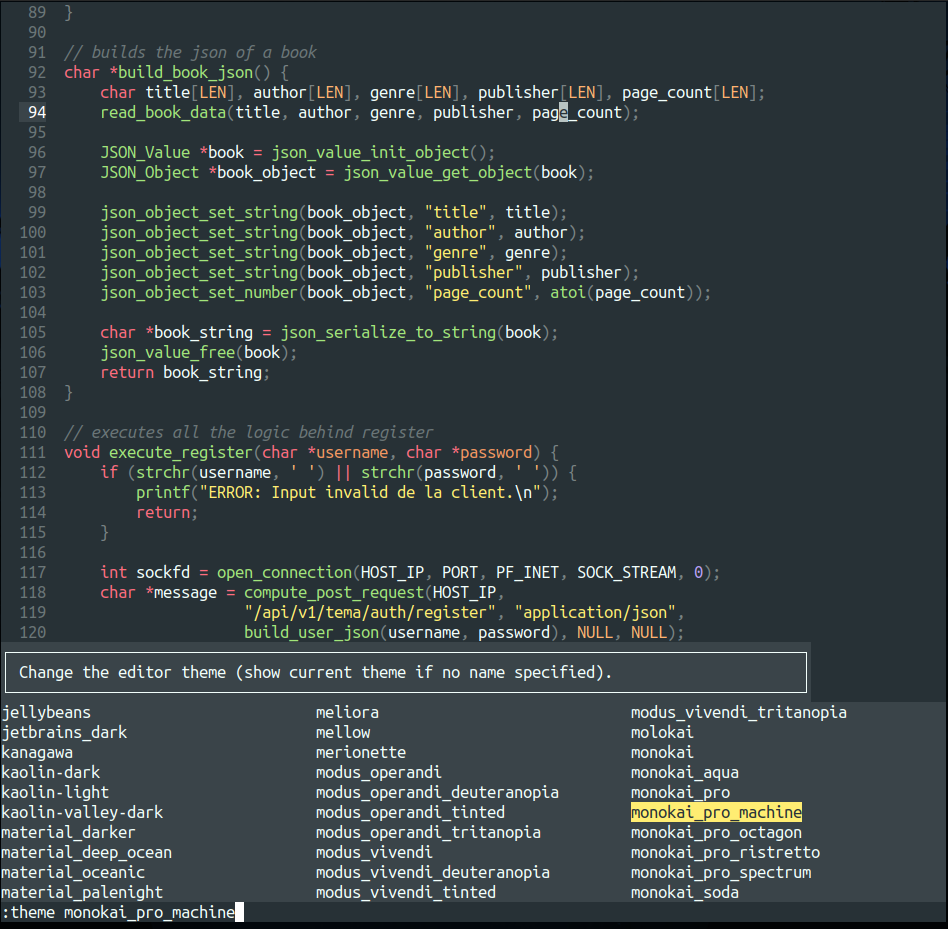 89 }
90
91 // builds the json of a book
92 char *build_book_json() {
93     char title[LEN], author[LEN], genre[LEN], publisher[LEN], page_count[LEN];
94     read_book_data(title, author, genre, publisher, page_count);
95
96     JSON_Value *book = json_value_init_object();
97     JSON_Object *book_object = json_value_get_object(book);
98
99     json_object_set_string(book_object, "title", title);
100     json_object_set_string(book_object, "author", author);
101     json_object_set_string(book_object, "genre", genre);
102     json_object_set_string(book_object, "publisher", publisher);
103     json_object_set_number(book_object, "page_count", atoi(page_count));
104
105     char *book_string = json_serialize_to_string(book);
106     json_value_free(book);
107     return book_string;
108 }
109
110 // executes all the logic behind register
111 void execute_register(char *username, char *password) {
112     if (strchr(username, ' ') || strchr(password, ' ')) {
113         printf("ERROR: Input invalid de la client.\n");
114         return;
115     }
116
117     int sockfd = open_connection(HOST_IP, PORT, PF_INET, SOCK_STREAM, 0);
118     char *message = compute_post_request(HOST_IP,
119                     "/api/v1/tema/auth/register", "application/json",
120                     build_user_json(username, password), NULL, NULL);
Change the editor theme (show current theme if no name specified).
jellybeans meliora modus_vivendi_tritanopia
jetbrains_dark mellow molokai
kanagawa merionette monokai
kaolin-dark modus_operandi monokai_aqua
kaolin-light modus_operandi_deuteranopia monokai_pro
kaolin-valley-dark modus_operandi_tinted monokai_pro_machine
material_darker modus_operandi_tritanopia monokai_pro_octagon
material_deep_ocean modus_vivendi monokai_pro_ristretto
material_oceanic modus_vivendi_deuteranopia monokai_pro_spectrum
material_palenight modus_vivendi_tinted monokai_soda
:theme monokai_pro_machine